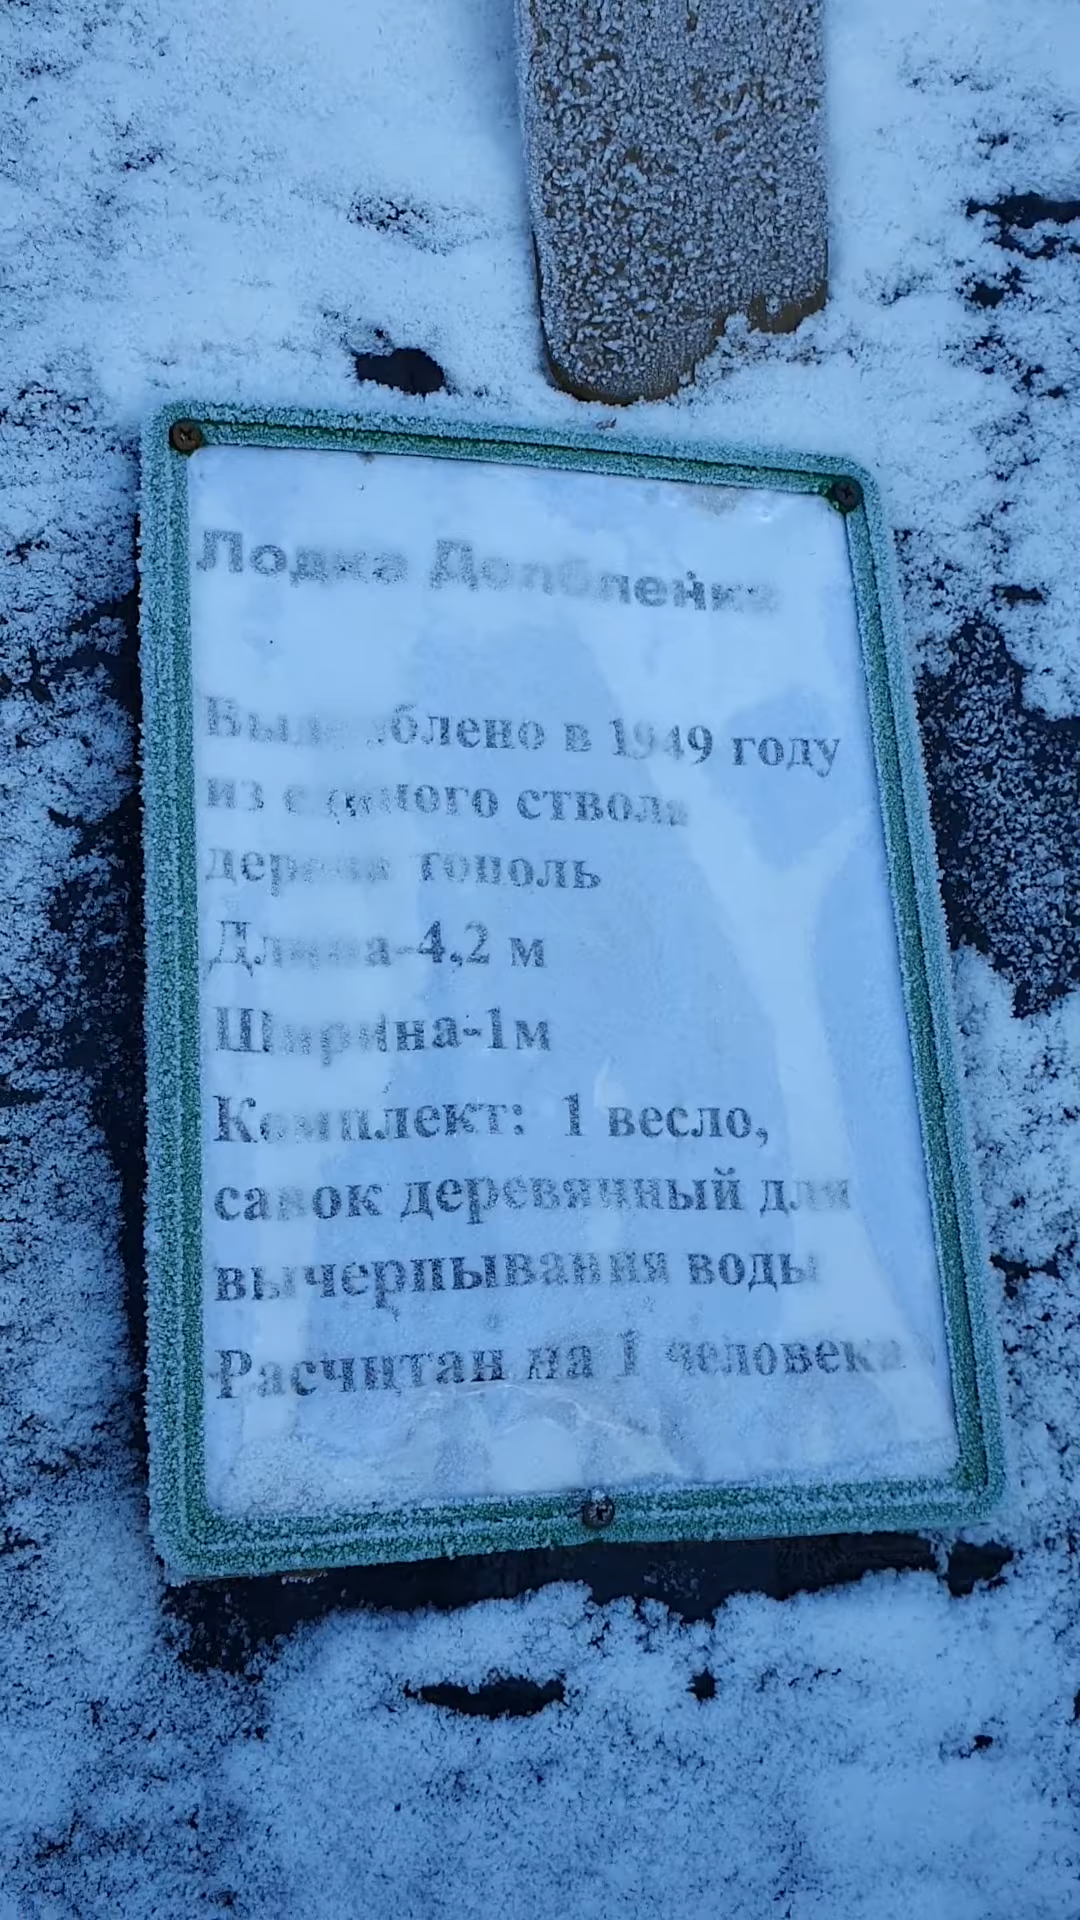 Лодка Долбленка
Выдолблено в 1949 году
из единого ствола
дерева тополь
Длина-4,2 м
Ширина-1м
Комплект: 1 весло,
савок деревянный для
вычерпывания воды
Расчитан на 1 человека